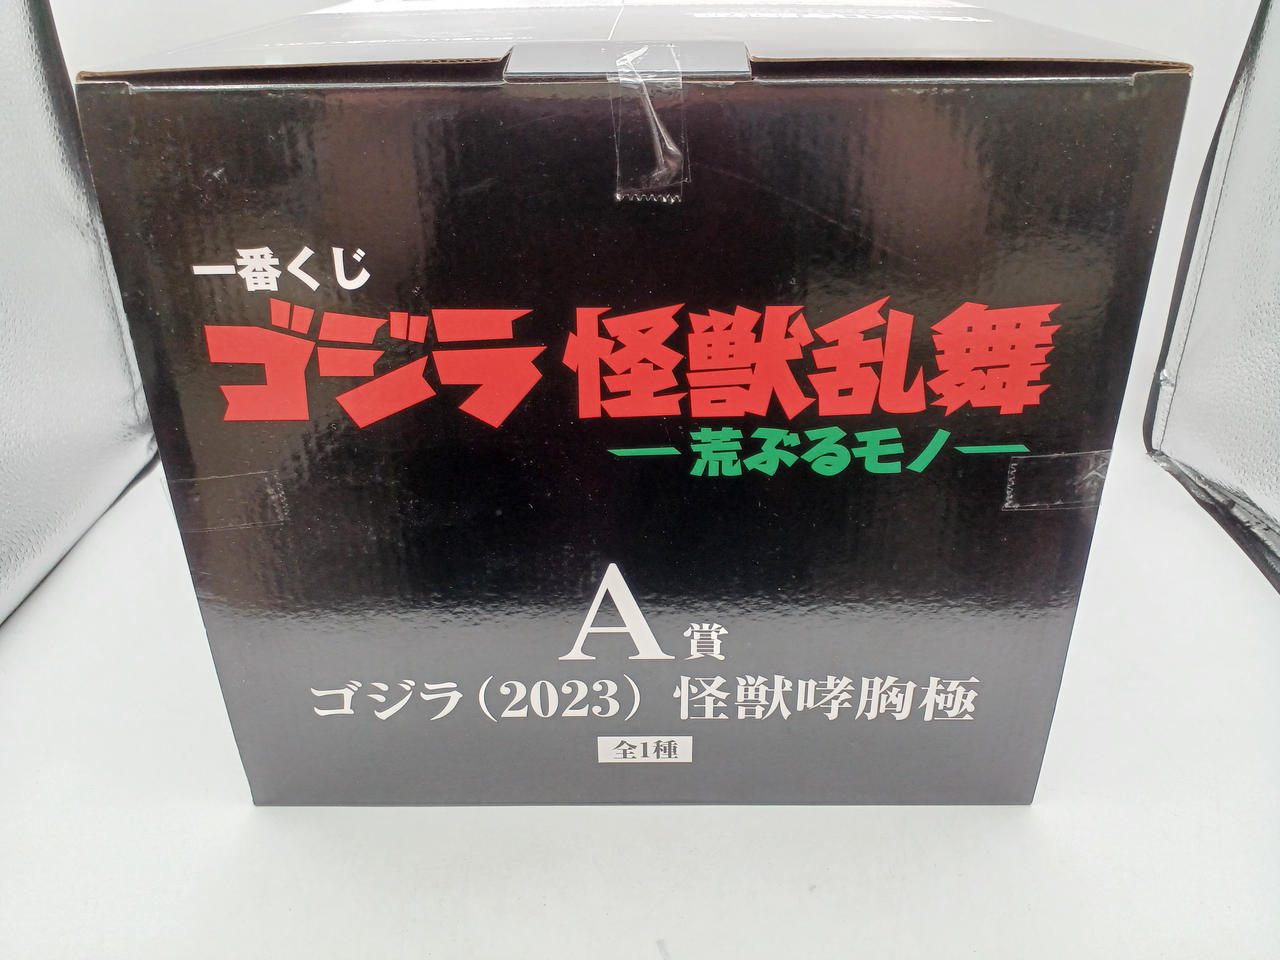 一番くじ
ゴジラ 怪獣乱舞
―荒ぶるモノ―
A賞
ゴジラ（2023） 怪獣哮胸極
全1種